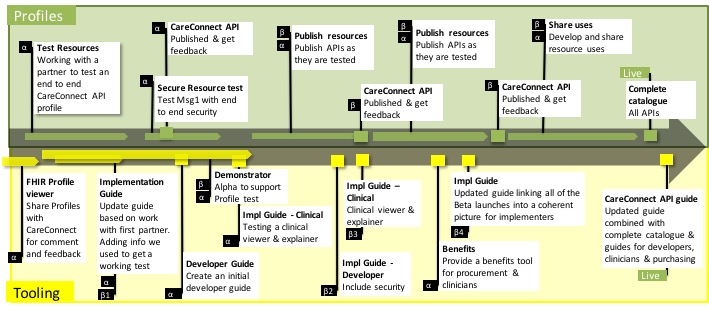 Profiles
α
Test Resources
Working with a
partner to test an
end to end
CareConnect API
profile
α
CareConnect API
Published & get
feedback
α
Secure Resource test
Test Msg1 with end
to end security
β
α
Publish resources
Publish APIs as
they are tested
β
CareConnect API
Published & get
feedback
β
α
Publish resources
Publish APIs as
they are tested
β
CareConnect API
Published & get
feedback
β
α
Share uses
Develop and share
resource uses
Live
Complete
catalogue
All APIs
FHIR Profile
viewer
Share Profiles
with
CareConnect
for comment
and feedback
α
Implementation
Guide
Update guide
based on work
with first partner.
Adding info we
used to get a
working test
α
β1
Developer Guide
Create an initial
developer guide
α
Demonstrator
Alpha to support
Profile test
β
α
Impl Guide - Clinical
Testing a clinical
viewer & explainer
α
Impl Guide –
Clinical
Clinical viewer &
explainer
β3
Impl Guide -
Developer
Include security
β2
Impl Guide
Updated guide linking all of the
Beta launches into a coherent
picture for implementers
β4
Benefits
Provide a benefits tool
for procurement &
clinicians
α
CareConnect API guide
Updated guide
combined with
complete catalogue &
guides for developers,
clinicians & purchasing
Live
Tooling